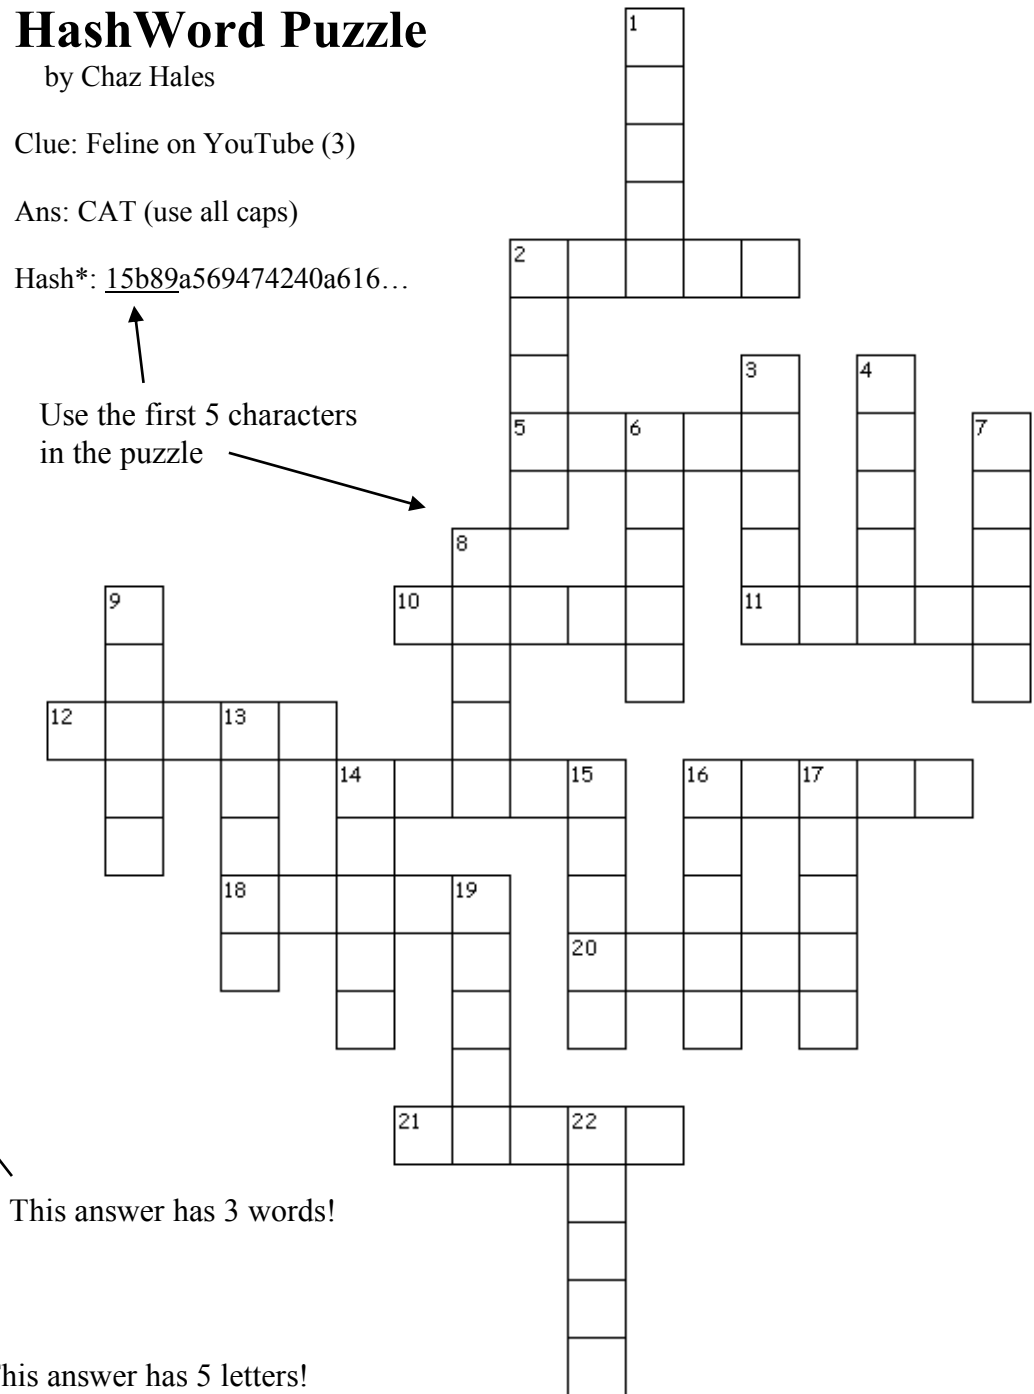 HashWord Puzzle
by Chaz Hales
Clue: Feline on YouTube (3)
Ans: CAT (use all caps)
Hash*: 15b89a569474240a616…
Use the first 5 characters
in the puzzle
1
2
3
4
5
6
7
8
9
10
11
12
13
14
15
16
17
18
19
20
21
22
This answer has 3 words!
his answer has 5 letters!